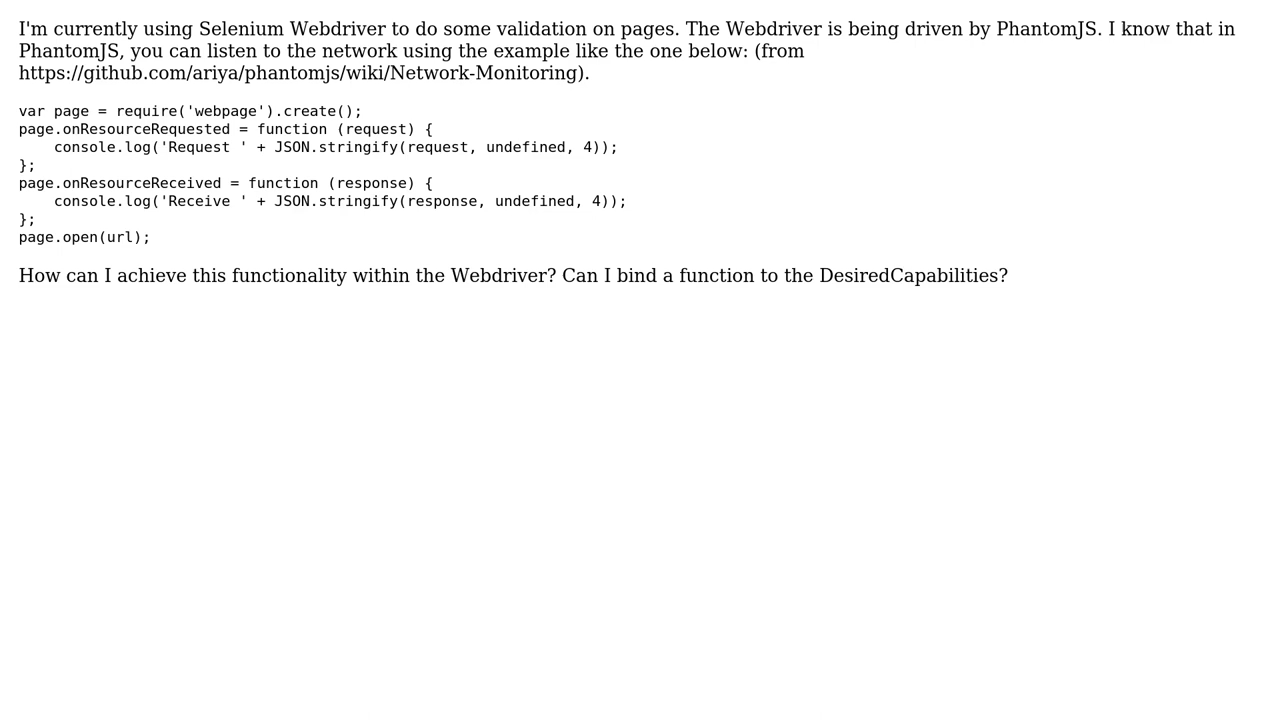 I'm currently using Selenium Webdriver to do some validation on pages. The Webdriver is being driven by PhantomJS. I know that in
PhantomJS, you can listen to the network using the example like the one below: (from
https://github.com/ariya/phantomjs/wiki/Network-Monitoring).
var page = require('webpage').create();
page.onResourceRequested = function (request) {
    console.log('Request ' + JSON.stringify(request, undefined, 4));
};
page.onResourceReceived = function (response) {
    console.log('Receive ' + JSON.stringify(response, undefined, 4));
};
page.open(url);
How can I achieve this functionality within the Webdriver? Can I bind a function to the DesiredCapabilities?